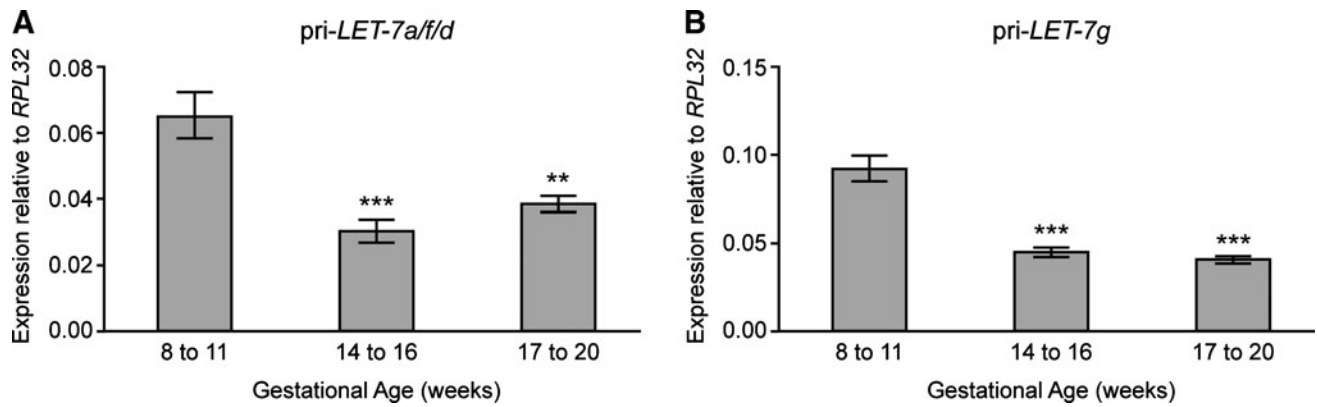 A
pri-LET-7a/f/d
Expression relative to RPL32
0.08
0.06
0.04
0.02
0.00
***
**
8 to 11
14 to 16
17 to 20
Gestational Age (weeks)
B
pri-LET-7g
Expression relative to RPL32
0.15
0.10
0.05
0.00
***
***
8 to 11
14 to 16
17 to 20
Gestational Age (weeks)